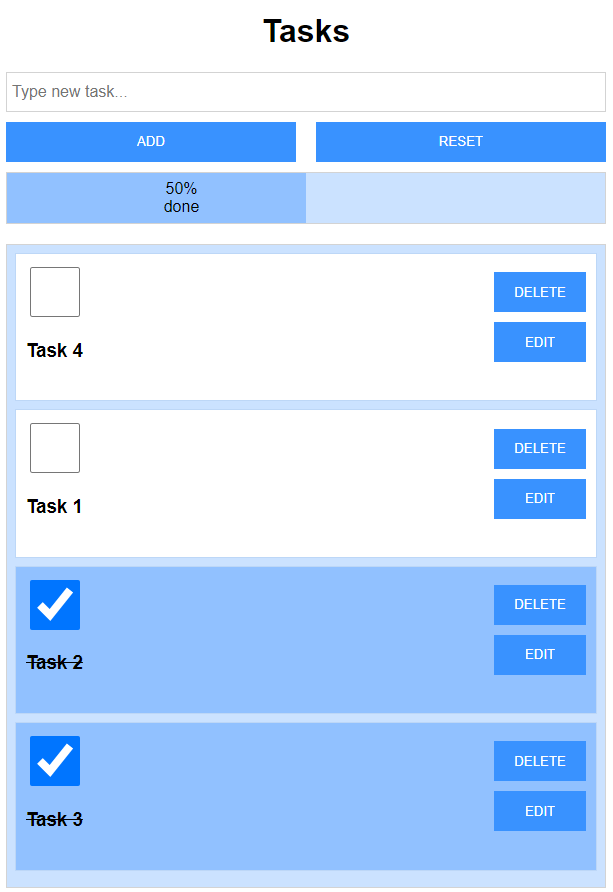 Tasks
Type new task...
ADD
RESET
50%
done
DELETE
EDIT
Task 4
DELETE
EDIT
Task 1
DELETE
EDIT
Task 2
DELETE
EDIT
Task 3